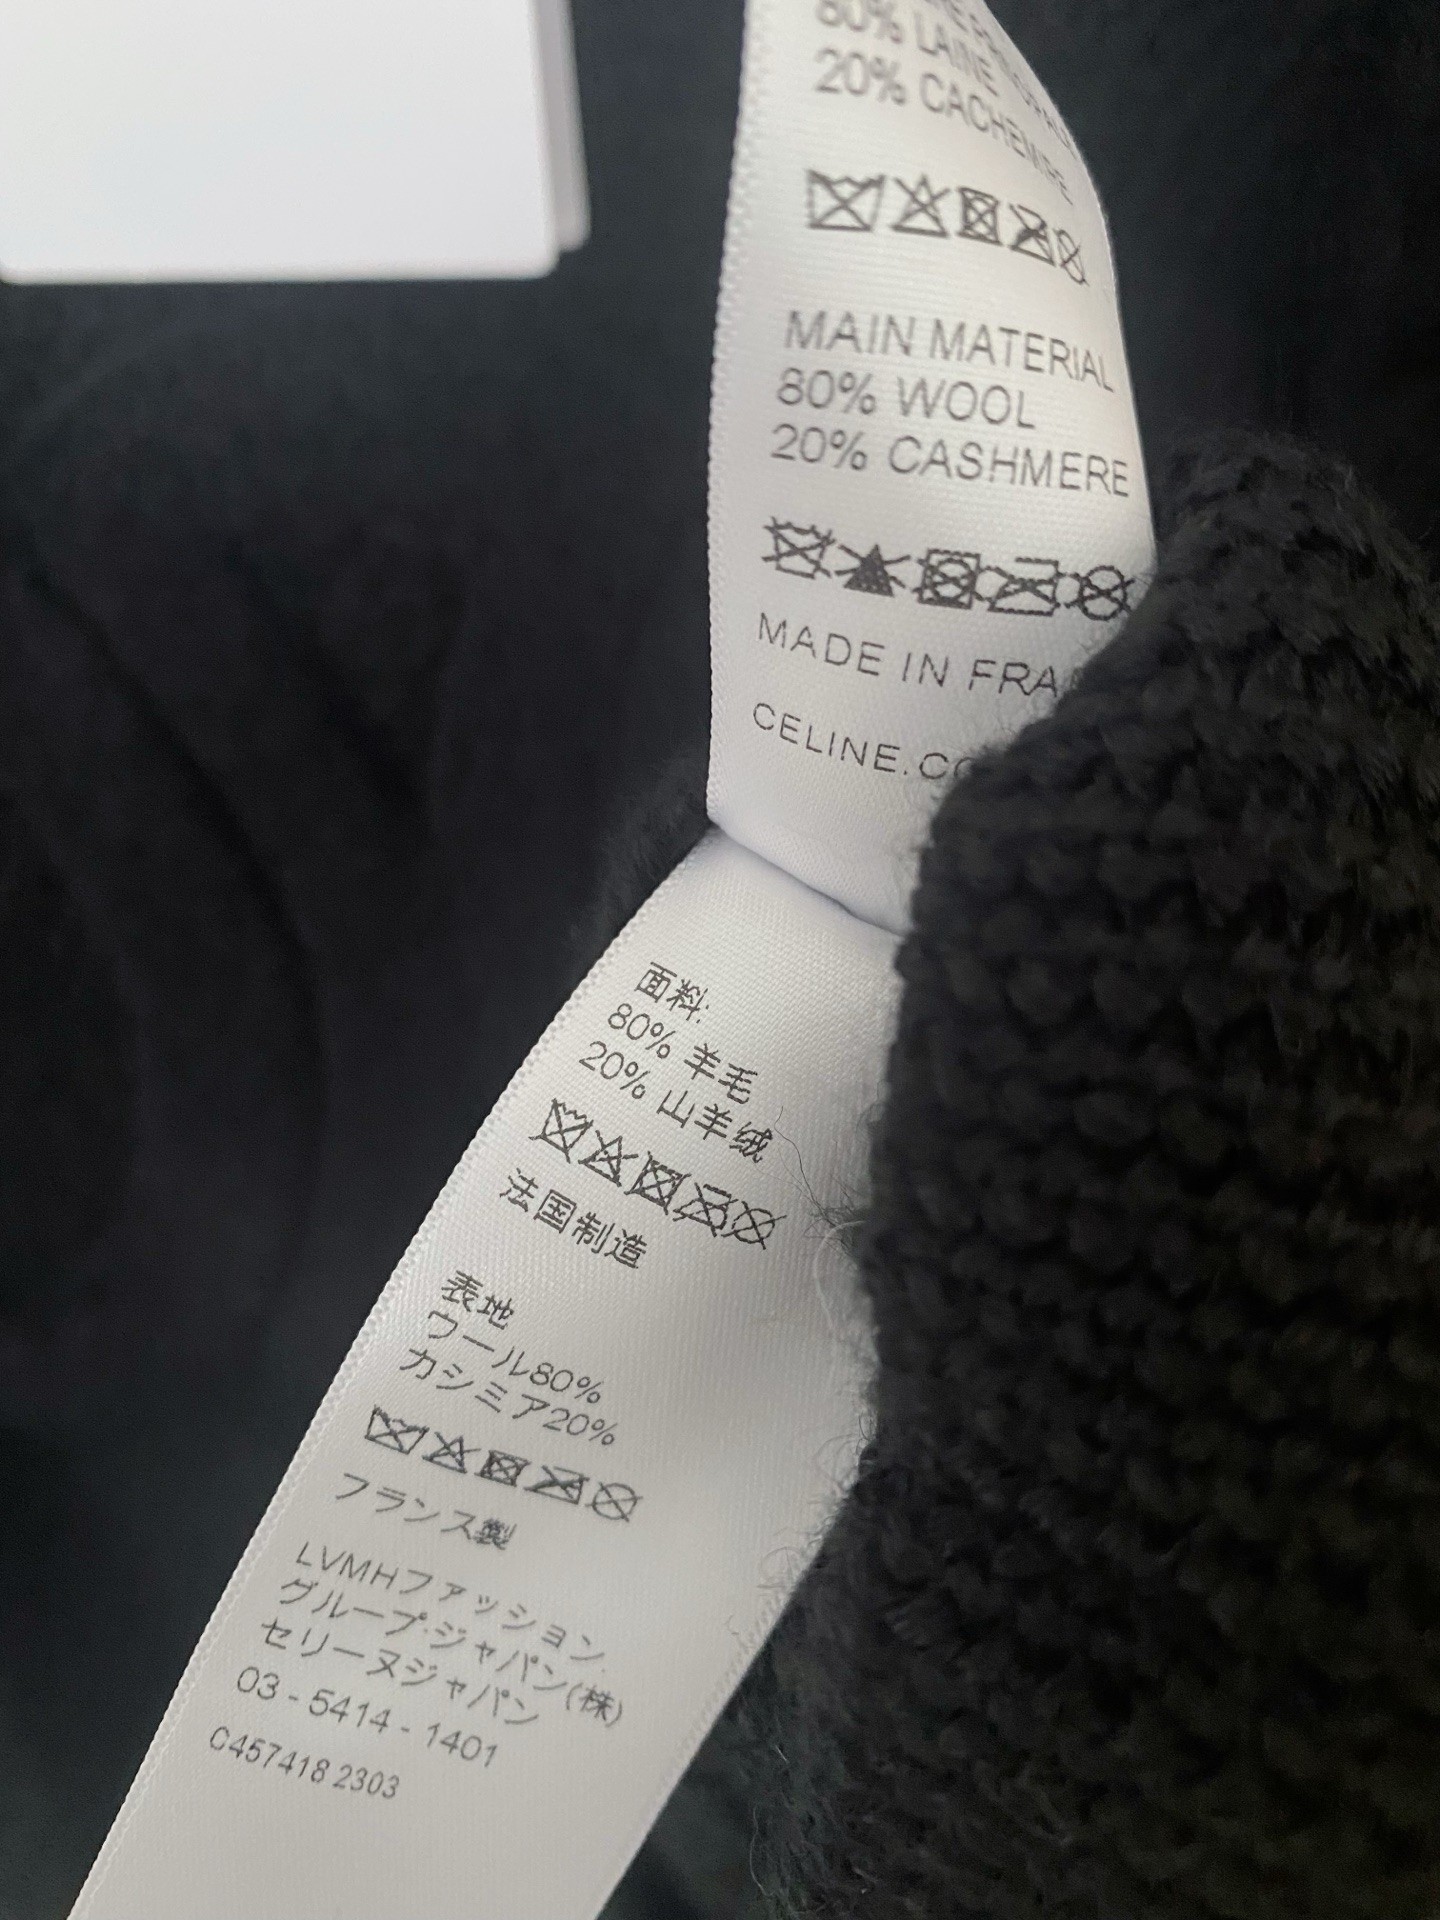 80% LAINE
20% CACHEMIRE
MAIN MATERIAL
80% WOOL
20% CASHMERE
MADE IN FRA
CELINE.CO
面料:
80% 羊毛
20% 山羊绒
法国制造
表地
ウール80%
カシミア20%
フランス製
LVMHファッション.
グループ・ジャパン(株)
セリーヌジャパン
03 - 5414 - 1401
C457418 2303